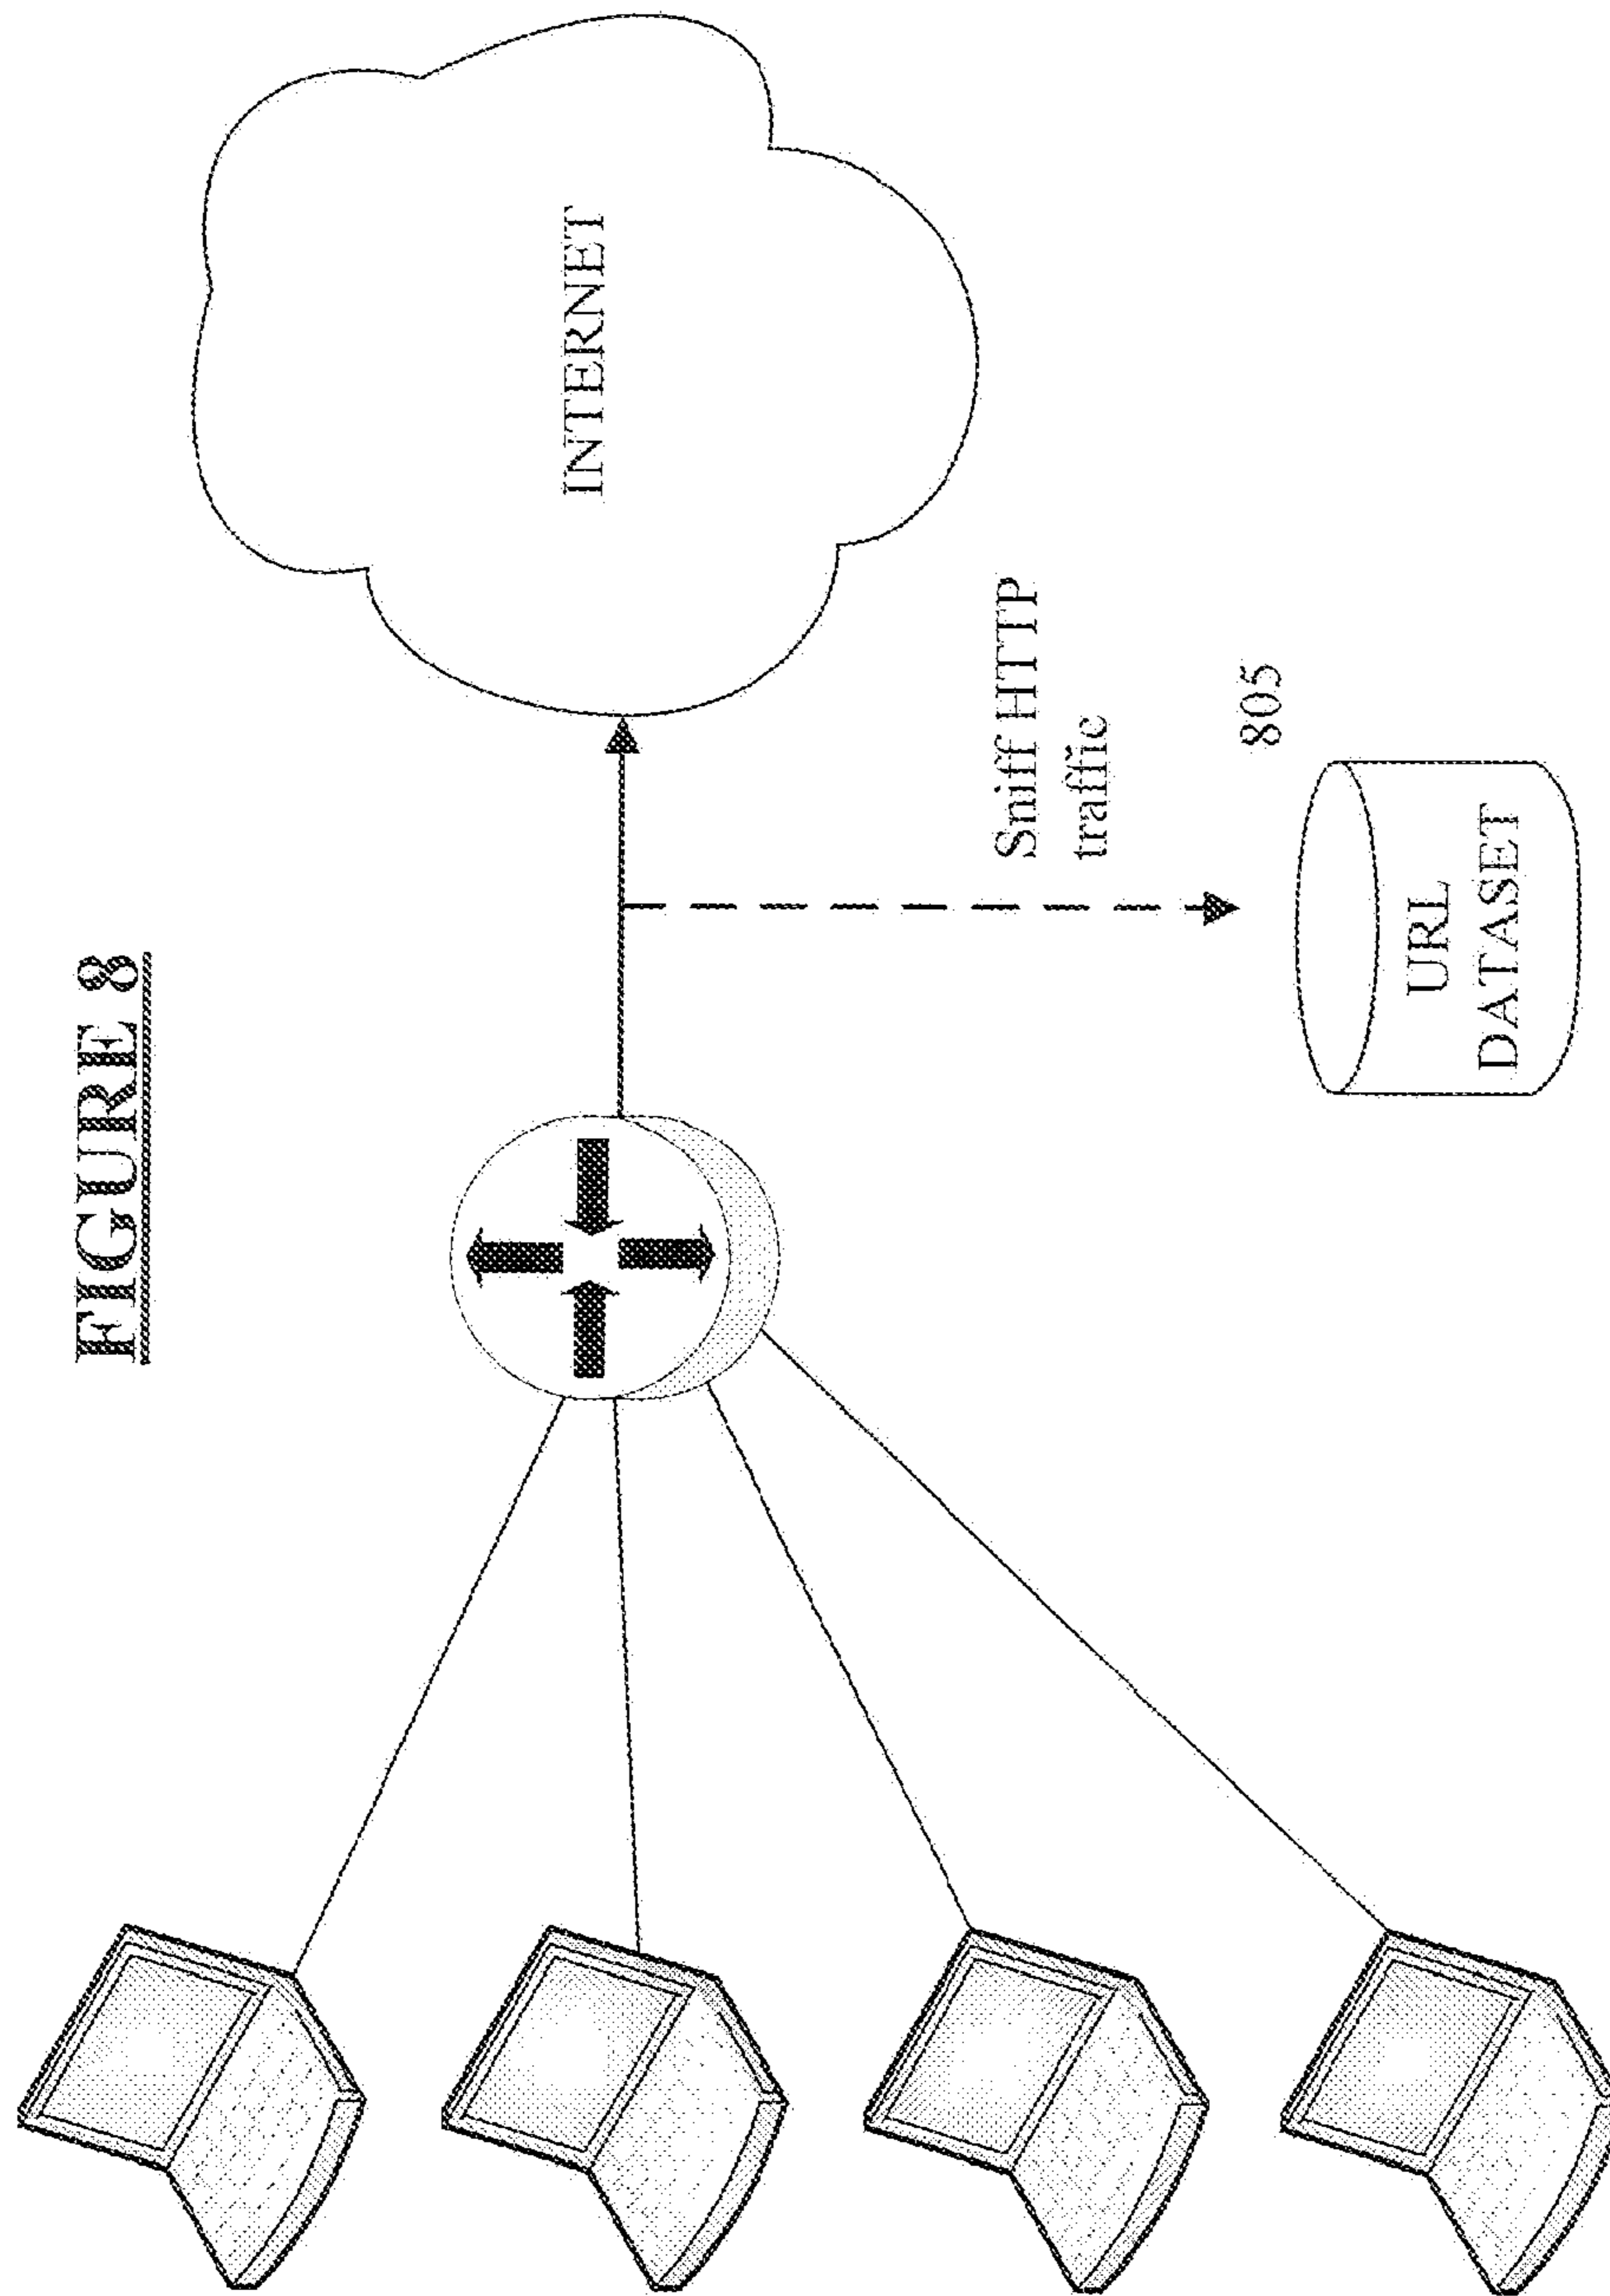 FIGURE 8
INTERNET
Sniff HTTP
traffic
805
URL
DATASET